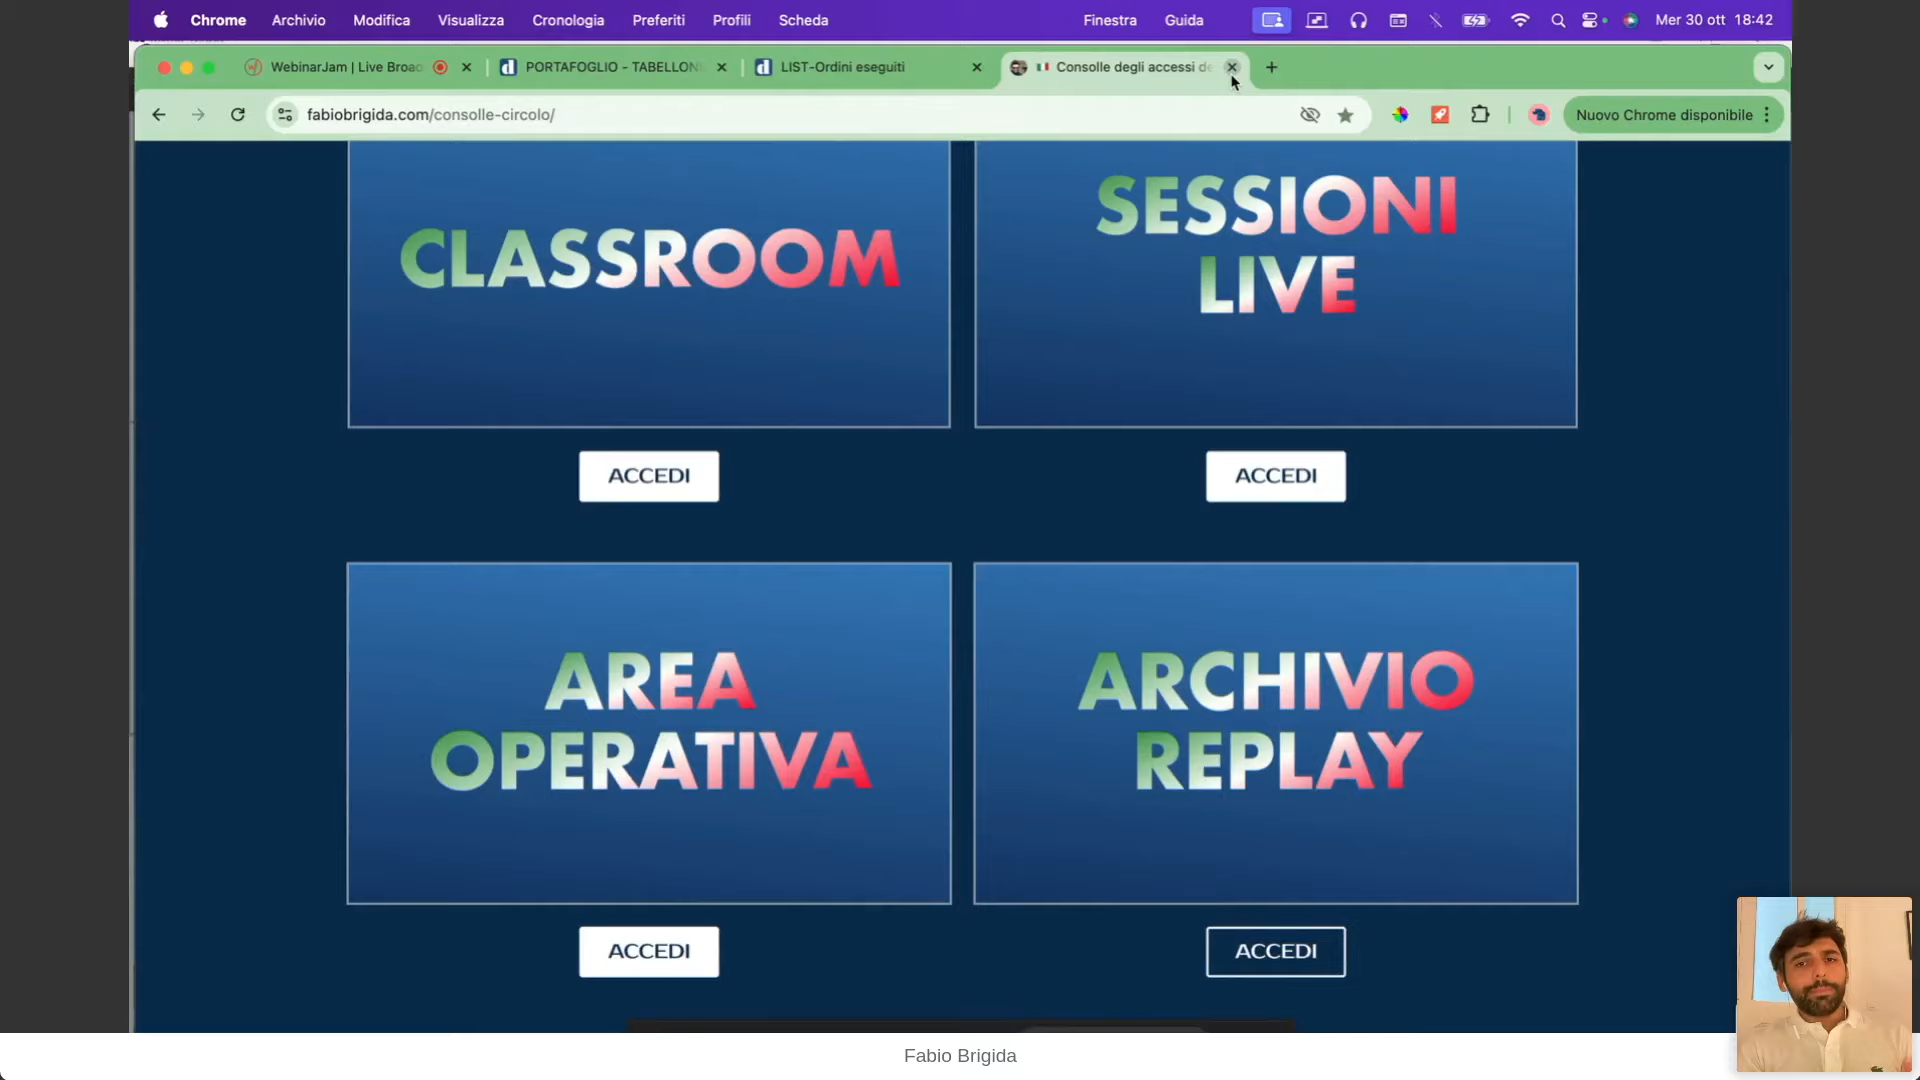 Chrome Archivio Modifica Visualizza Cronologia Preferiti Profili Scheda Finestra Guida Mer 30 ott 18:42
WebinarJam | Live Broad PORTAFOGLIO - TABELLON LIST-Ordini eseguiti Consolle degli accessi de
fabiobrigida.com/consolle-circolo/ Nuovo Chrome disponibile
CLASSROOM
SESSIONI
LIVE
ACCEDI
ACCEDI
AREA
OPERATIVA
ARCHIVIO
REPLAY
ACCEDI
ACCEDI
Fabio Brigida